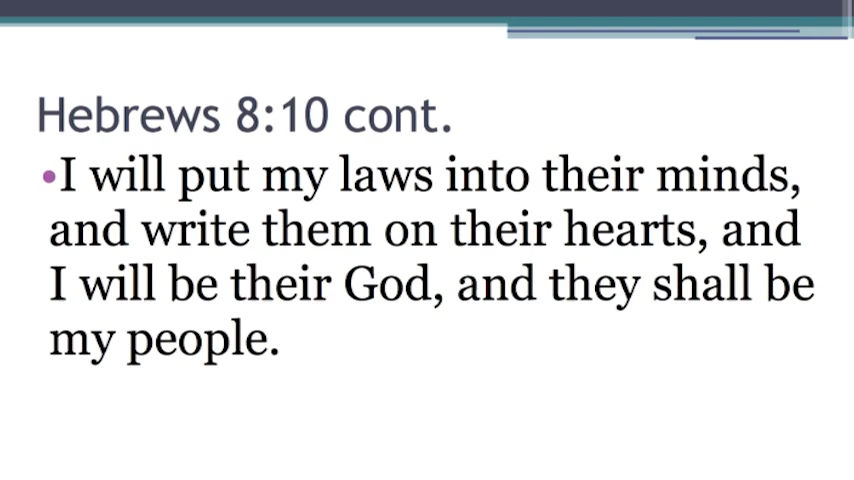 Hebrews 8:10 cont.
•I will put my laws into their minds,
and write them on their hearts, and
I will be their God, and they shall be
my people.